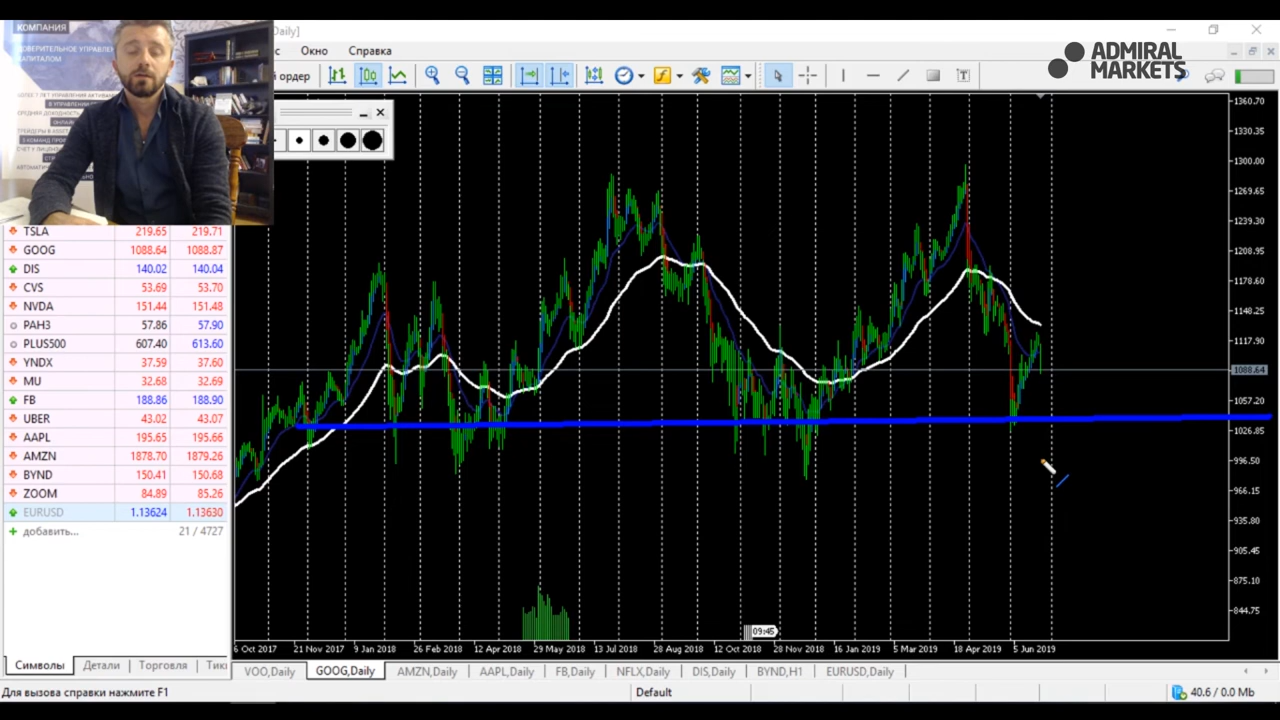 КОМПАНИЯ
ДОВЕРИТЕЛЬНОЕ УПРАВЛЕН
КАПИТАЛОМ
Daily]
Окно Справка
ADMIRAL
MARKETS
й ордер
1360.70
1330.35
1300.00
1269.65
1239.30
1208.95
1178.60
1148.25
1117.90
1088.64
1057.20
1026.85
996.50
966.15
935.80
905.45
875.10
844.75
TSLA 219.65 219.71
GOOG 1088.64 1088.87
DIS 140.02 140.04
CVS 53.69 53.70
NVDA 151.44 151.48
PAH3 57.86 57.90
PLUS500 607.40 613.60
YNDX 37.59 37.60
MU 32.68 32.69
FB 188.86 188.90
UBER 43.02 43.07
AAPL 195.65 195.66
AMZN 1878.70 1879.26
BYND 150.41 150.68
ZOOM 84.89 85.26
EURUSD 1.13624 1.13630
добавить... 21 / 4727
09:45
6 Oct 2017 21 Nov 2017 9 Jan 2018 26 Feb 2018 12 Apr 2018 29 May 2018 13 Jul 2018 28 Aug 2018 12 Oct 2018 28 Nov 2018 16 Jan 2019 5 Mar 2019 18 Apr 2019 5 Jun 2019
Символы Детали Торговля Тик
VOO,Daily GOOG,Daily AMZN,Daily AAPL,Daily FB,Daily NFLX,Daily DIS,Daily BYND,H1 EURUSD,Daily
Для вызова справки нажмите F1 Default 40.6 / 0.0 Mb